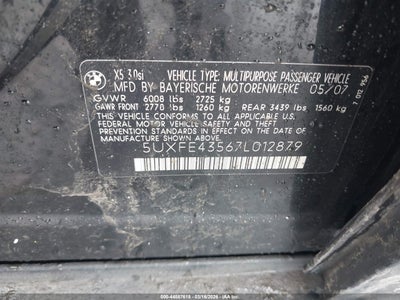 X5 3.0si VEHICLE TYPE: MULTIPURPOSE PASSENGER VEHICLE
MFD BY BAYERISCHE MOTORENWERKE 05/07
GVWR 6008 lbs 2725 kg
GAWR FRONT 2778 lbs 1260 kg REAR 3439 lbs 1560 kg
THIS VEHICLE CONFORMS TO ALL APPLICABLE U.S.
FEDERAL MOTOR VEHICLE SAFETY AND THEFT
PREVENTION STANDARDS IN EFFECT ON THE DATE OF
MANUFACTURE SHOWN ABOVE.
5UXFE43567L012879